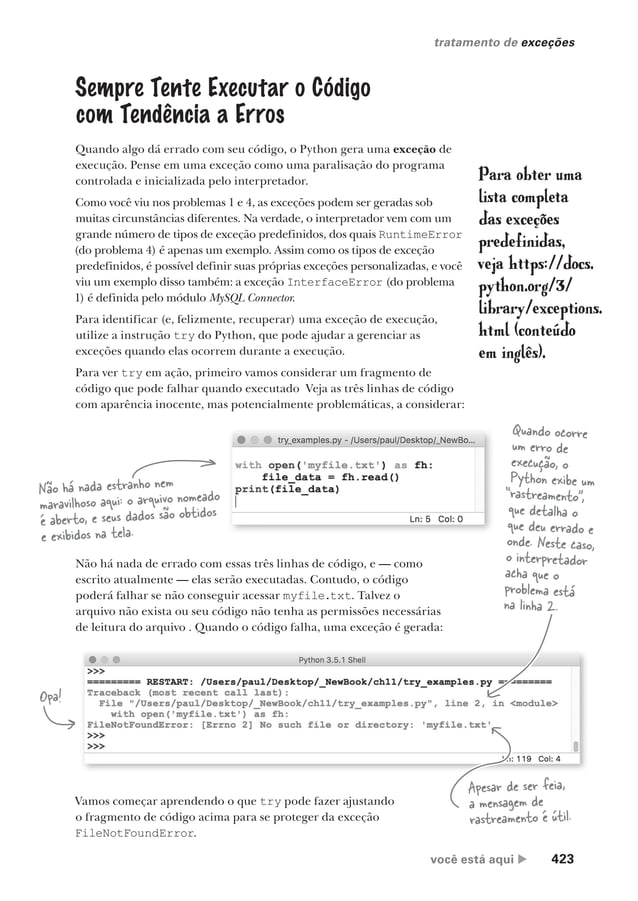 tratamento de exceções
Sempre Tente Executar o Código
com Tendência a Erros
Quando algo dá errado com seu código, o Python gera uma exceção de
execução. Pense em uma exceção como uma paralisação do programa
controlada e inicializada pelo interpretador.
Como você viu nos problemas 1 e 4, as exceções podem ser geradas sob
muitas circunstâncias diferentes. Na verdade, o interpretador vem com um
grande número de tipos de exceção predefinidos, dos quais RuntimeError
(do problema 4) é apenas um exemplo. Assim como os tipos de exceção
predefinidos, é possível definir suas próprias exceções personalizadas, e você
viu um exemplo disso também: a exceção InterfaceError (do problema
1) é definida pelo módulo MySQL Connector.
Para identificar (e, felizmente, recuperar) uma exceção de execução,
utilize a instrução try do Python, que pode ajudar a gerenciar as
exceções quando elas ocorrem durante a execução.
Para ver try em ação, primeiro vamos considerar um fragmento de
código que pode falhar quando executado  Veja as três linhas de código
com aparência inocente, mas potencialmente problemáticas, a considerar:
Para obter uma
lista completa
das exceções
predefinidas,
veja https://docs.
python.org/3/
library/exceptions.
html (conteúdo
em inglês).
try_examples.py - /Users/paul/Desktop/_NewBo...
with open('myfile.txt') as fh:
    file_data = fh.read()
print(file_data)
Ln: 5 Col: 0
Não há nada estranho nem
maravilhoso aqui: o arquivo nomeado
é aberto, e seus dados são obtidos
e exibidos na tela.
Quando ocorre
um erro de
execução, o
Python exibe um
"rastreamento",
que detalha o
que deu errado e
onde. Neste caso,
o interpretador
acha que o
problema está
na linha 2.
Não há nada de errado com essas três linhas de código, e — como
escrito atualmente — elas serão executadas. Contudo, o código
poderá falhar se não conseguir acessar myfile.txt. Talvez o
arquivo não exista ou seu código não tenha as permissões necessárias
de leitura do arquivo . Quando o código falha, uma exceção é gerada:
Python 3.5.1 Shell
>>>
========= RESTART: /Users/paul/Desktop/_NewBook/ch11/try_examples.py =========
Traceback (most recent call last):
  File "/Users/paul/Desktop/_NewBook/ch11/try_examples.py", line 2, in <module>
    with open('myfile.txt') as fh:
FileNotFoundError: [Errno 2] No such file or directory: 'myfile.txt'
>>>
>>>
Ln: 119 Col: 4
Opa!
Apesar de ser feia,
a mensagem de
rastreamento é útil.
Vamos começar aprendendo o que try pode fazer ajustando
o fragmento de código acima para se proteger da exceção
FileNotFoundError.
você está aqui ▶ 423